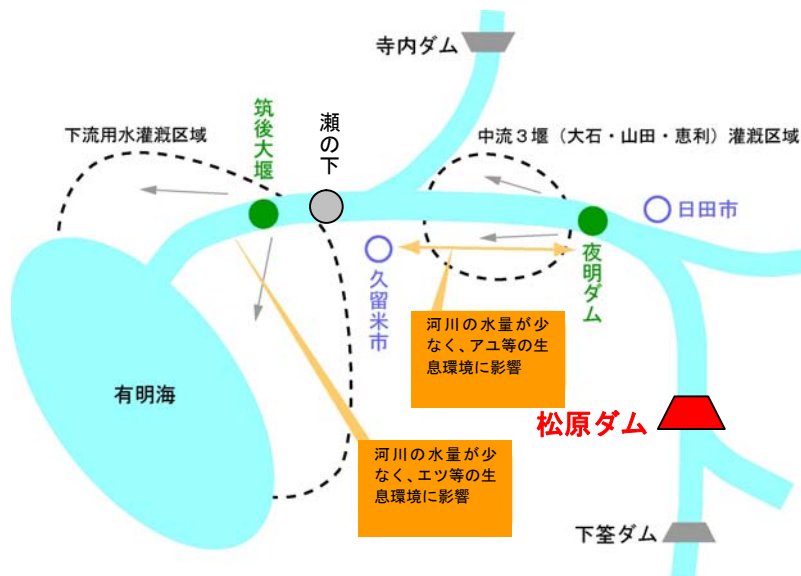 寺内ダム
下流用水灌漑区域
筑後大堰
瀬の下
中流３堰（大石・山田・恵利）灌漑区域
日田市
久留米市
夜明ダム
河川の水量が少
なく、アユ等の生
息環境に影響
有明海
松原ダム
河川の水量が少
なく、エツ等の生
息環境に影響
下筌ダム